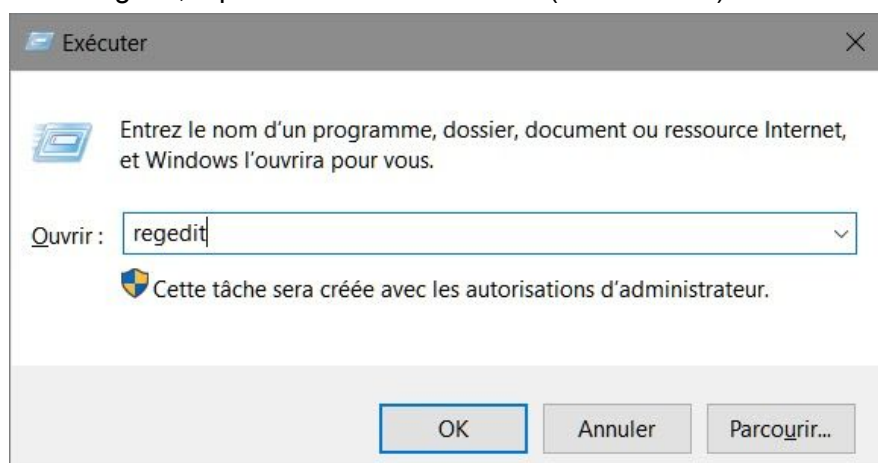 Exécuter
Entrez le nom d'un programme, dossier, document ou ressource Internet,
et Windows l'ouvrira pour vous.
Ouvrir : regedit
Cette tâche sera créée avec les autorisations d'administrateur.
OK Annuler Parcourir...